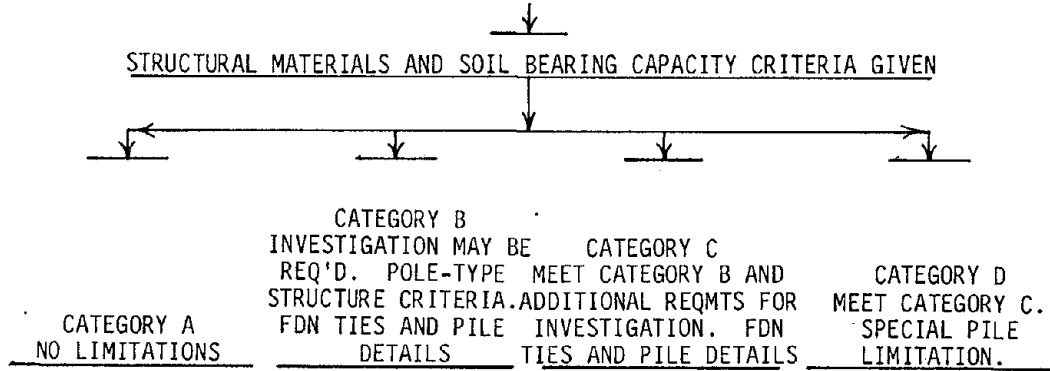 STRUCTURAL MATERIALS AND SOIL BEARING CAPACITY CRITERIA GIVEN
CATEGORY A
NO LIMITATIONS
CATEGORY B
INVESTIGATION MAY BE
REQ'D. POLE-TYPE
STRUCTURE CRITERIA.
FDN TIES AND PILE
DETAILS
CATEGORY C
MEET CATEGORY B AND
ADDITIONAL REQMTS FOR
INVESTIGATION. FDN
TIES AND PILE DETAILS
CATEGORY D
MEET CATEGORY C.
SPECIAL PILE
LIMITATION.